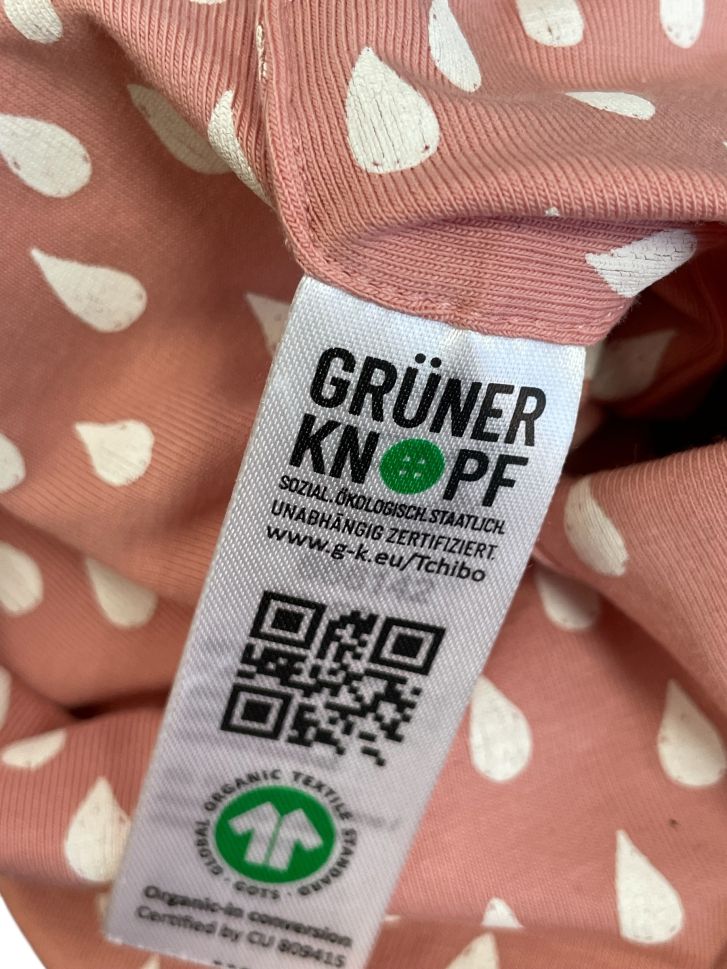 GRÜNER
KNOPF
SOZIAL. ÖKOLOGISCH. STAATLICH.
UNABHÄNGIG ZERTIFIZIERT.
www.g-k.eu/Tchibo
GLOBAL ORGANIC TEXTILE STANDARD
· GOTS ·
Organic-in conversion
Certified by CU 809415